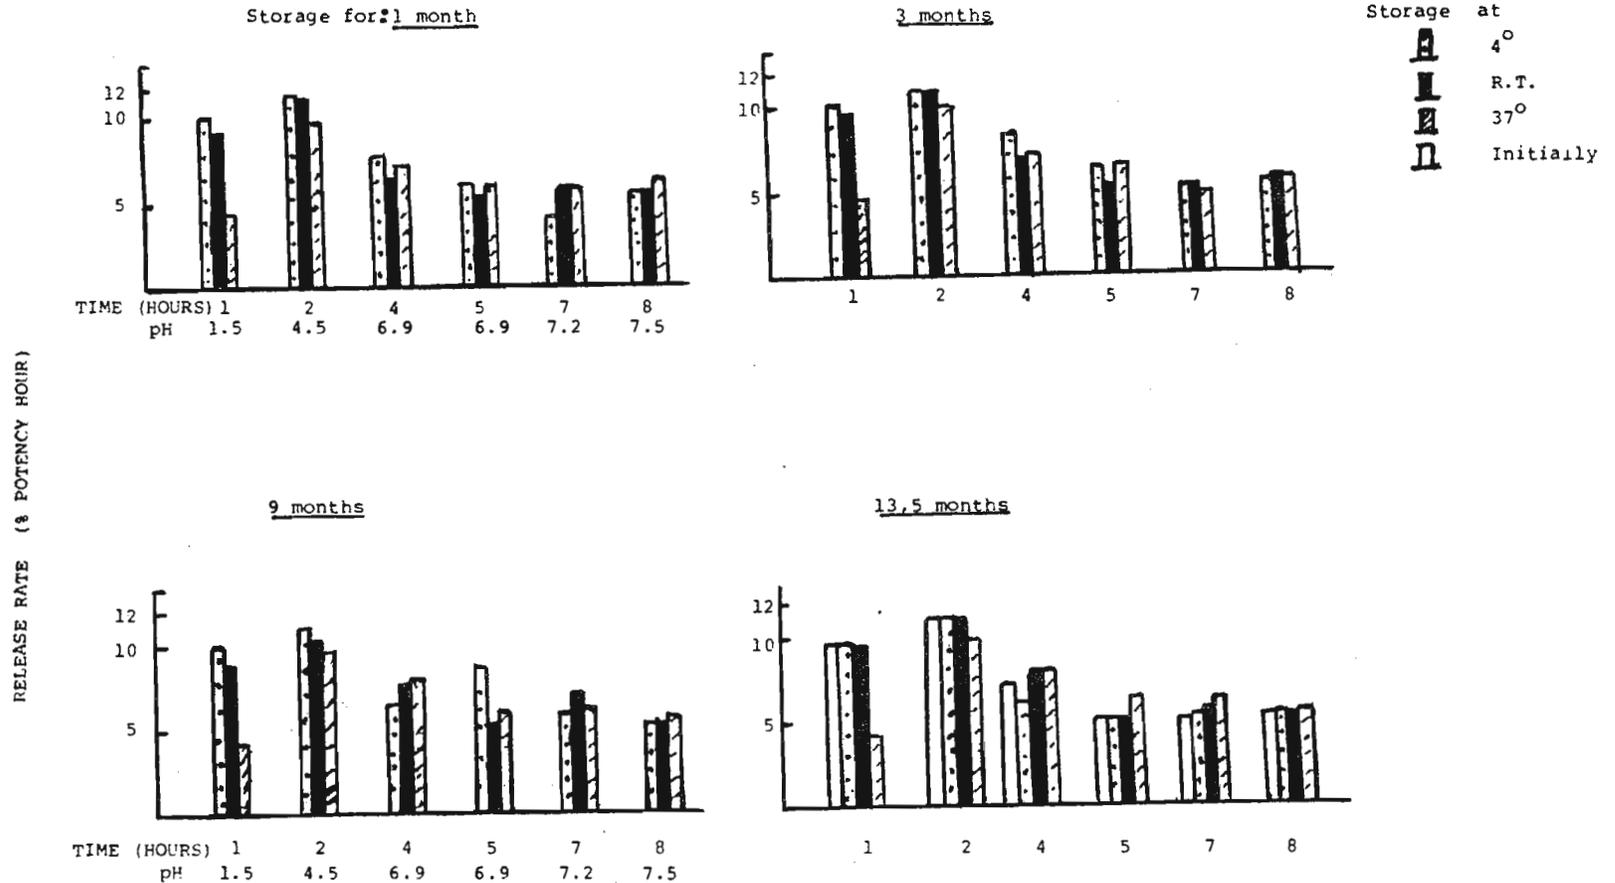 Storage for: 1 month
3 months
Storage at
4°
R.T.
37°
Initially
12
10
5
12
10
5
TIME (HOURS) 1 2 4 5 7 8
pH 1.5 4.5 6.9 6.9 7.2 7.5
1 2 4 5 7 8
RELEASE RATE (% POTENCY HOUR)
9 months
13,5 months
12
10
5
12
10
5
TIME (HOURS) 1 2 4 5 7 8
pH 1.5 4.5 6.9 6.9 7.2 7.5
1 2 4 5 7 8